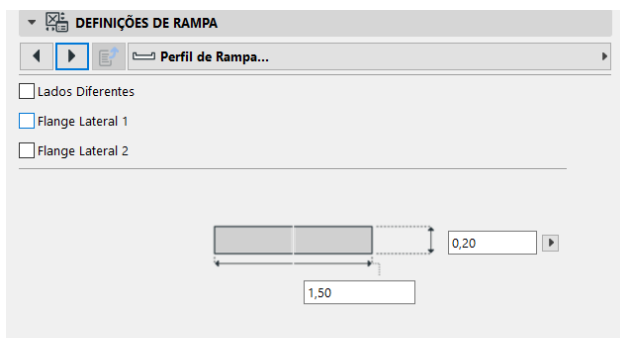 DEFINIÇÕES DE RAMPA
Perfil de Rampa...
Lados Diferentes
Flange Lateral 1
Flange Lateral 2
0,20
1,50